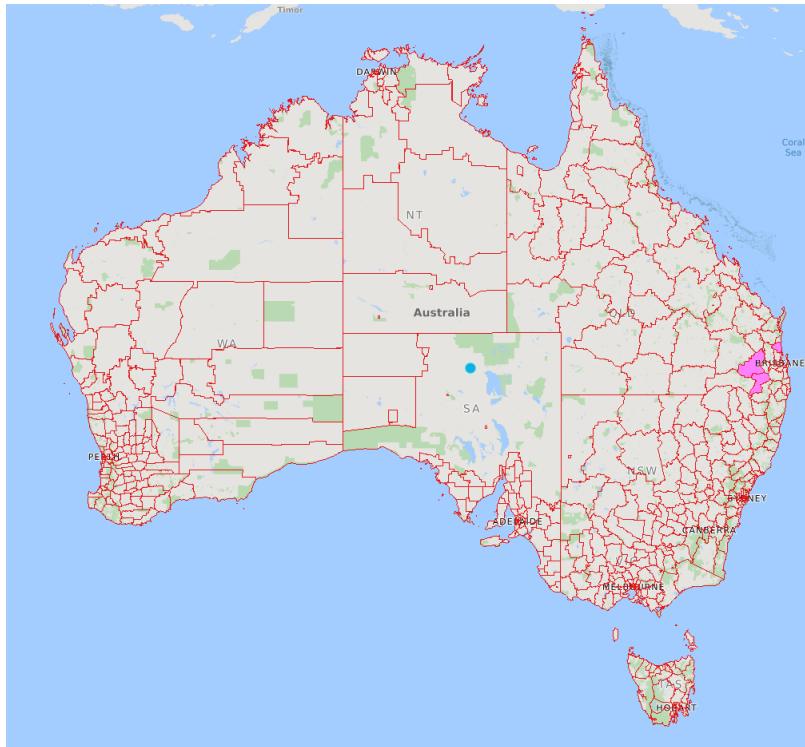 Timor
DARWIN
Coral
Sea
NT
Australia
QLD
WA
BRISBANE
SA
PERTH
NSW
SYDNEY
ADELAIDE
CANBERRA
MELBOURNE
TAS
HOBART